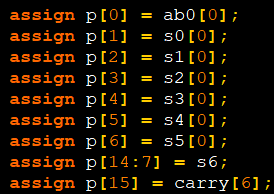 assign p[0] = ab0[0];
assign p[1] = s0[0];
assign p[2] = s1[0];
assign p[3] = s2[0];
assign p[4] = s3[0];
assign p[5] = s4[0];
assign p[6] = s5[0];
assign p[14:7] = s6;
assign p[15] = carry[6];